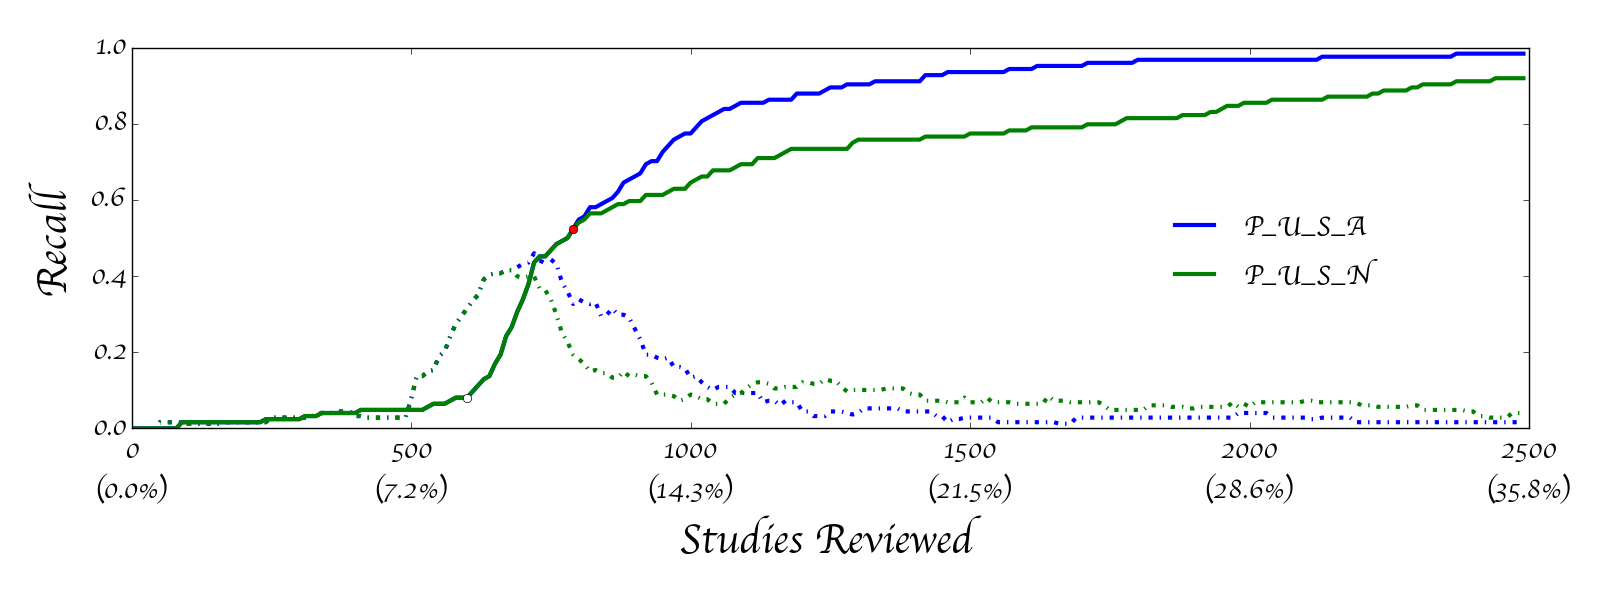 1.0
0.8
0.6
0.4
0.2
0.0
Recall
P_U_S_A
P_U_S_N
0 500 1000 1500 2000 2500
(0.0%) (7.2%) (14.3%) (21.5%) (28.6%) (35.8%)
Studies Reviewed